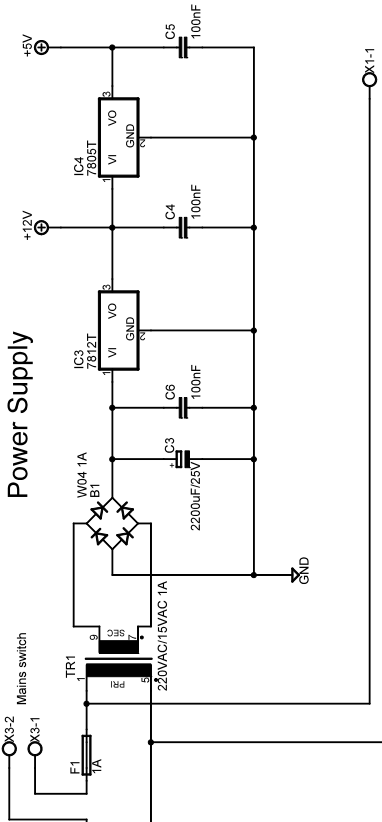 Power Supply
+5V
C5
100nF
X1-1
3
VO
GND
2
VI
IC4
7805T
1
+12V
C4
100nF
3
VO
GND
2
VI
IC3
7812T
1
C6
100nF
C3
+
2200uF/25V
W04 1A
B1
GND
9
SEC
7
TR1
220VAC/15VAC 1A
1
PRI
5
Mains switch
X3-2
X3-1
F1
1A